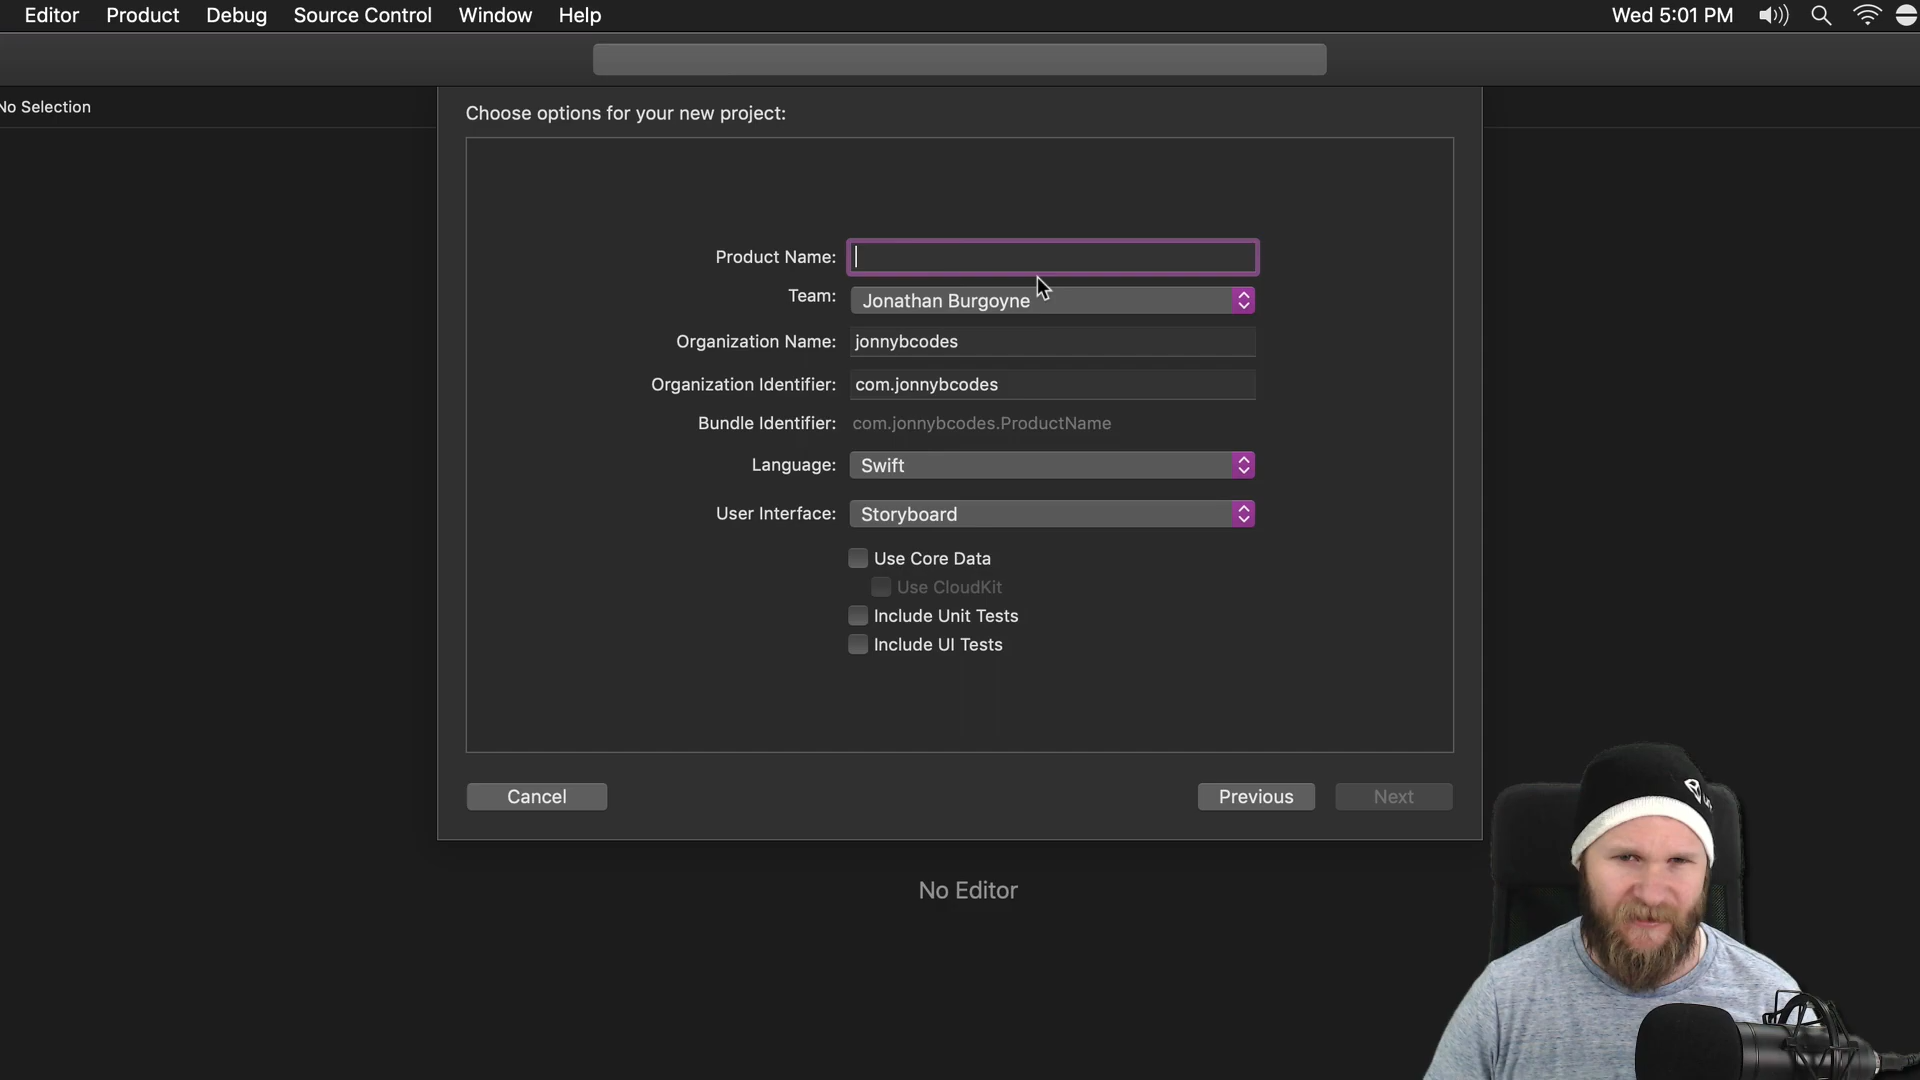 Editor Product Debug Source Control Window Help Wed 5:01 PM
No Selection
Choose options for your new project:
Product Name:
Team: Jonathan Burgoyne
Organization Name: jonnybcodes
Organization Identifier: com.jonnybcodes
Bundle Identifier: com.jonnybcodes.ProductName
Language: Swift
User Interface: Storyboard
Use Core Data
Use CloudKit
Include Unit Tests
Include UI Tests
Cancel Previous Next
No Editor